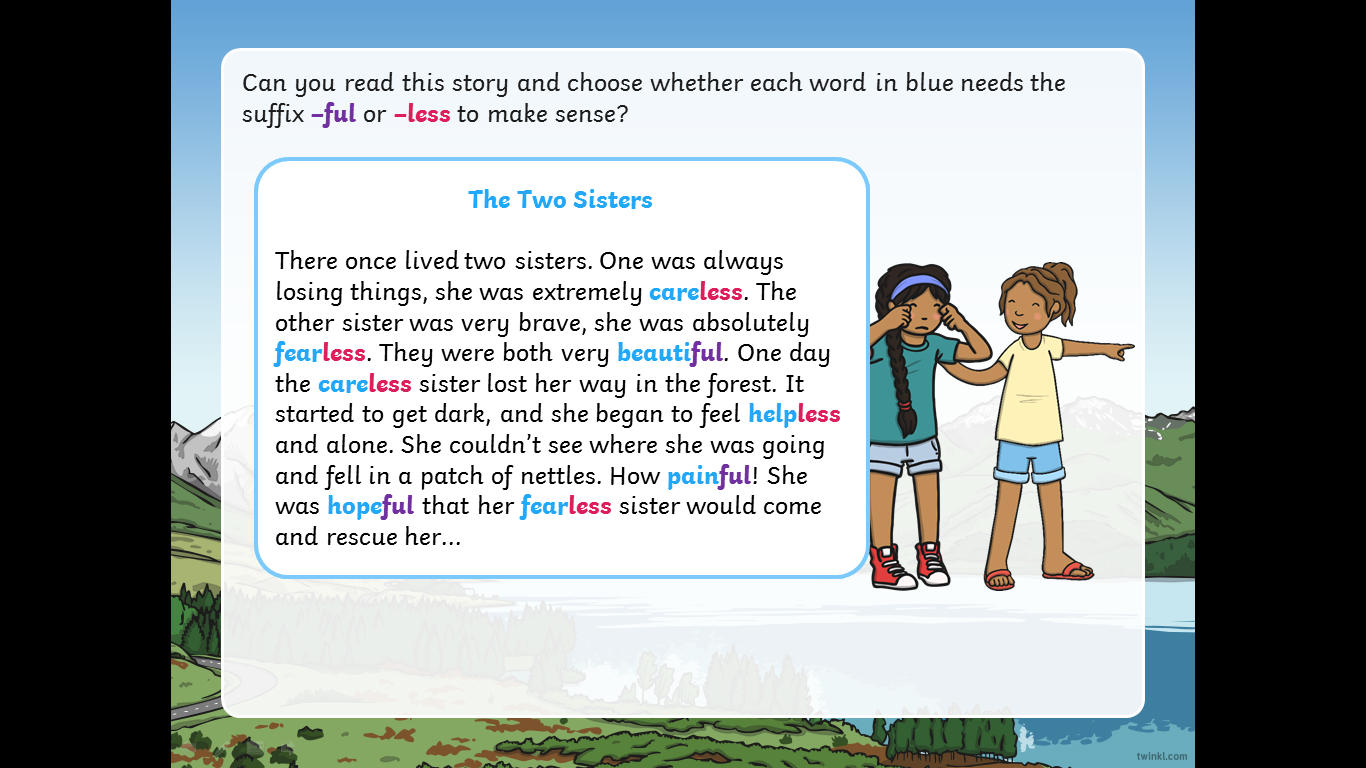 Can you read this story and choose whether each word in blue needs the
suffix –ful or –less to make sense?
The Two Sisters
There once lived two sisters. One was always
losing things, she was extremely careless. The
other sister was very brave, she was absolutely
fearless. They were both very beautiful. One day
the careless sister lost her way in the forest. It
started to get dark, and she began to feel helpless
and alone. She couldn’t see where she was going
and fell in a patch of nettles. How painful! She
was hopeful that her fearless sister would come
and rescue her...
twinkl.com